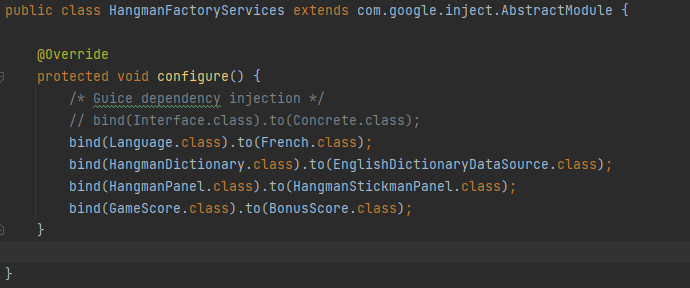 public class HangmanFactoryServices extends com.google.inject.AbstractModule {
@Override
protected void configure() {
/* Guice dependency injection */
// bind(Interface.class).to(Concrete.class);
bind(Language.class).to(French.class);
bind(HangmanDictionary.class).to(EnglishDictionaryDataSource.class);
bind(HangmanPanel.class).to(HangmanStickmanPanel.class);
bind(GameScore.class).to(BonusScore.class);
}
}